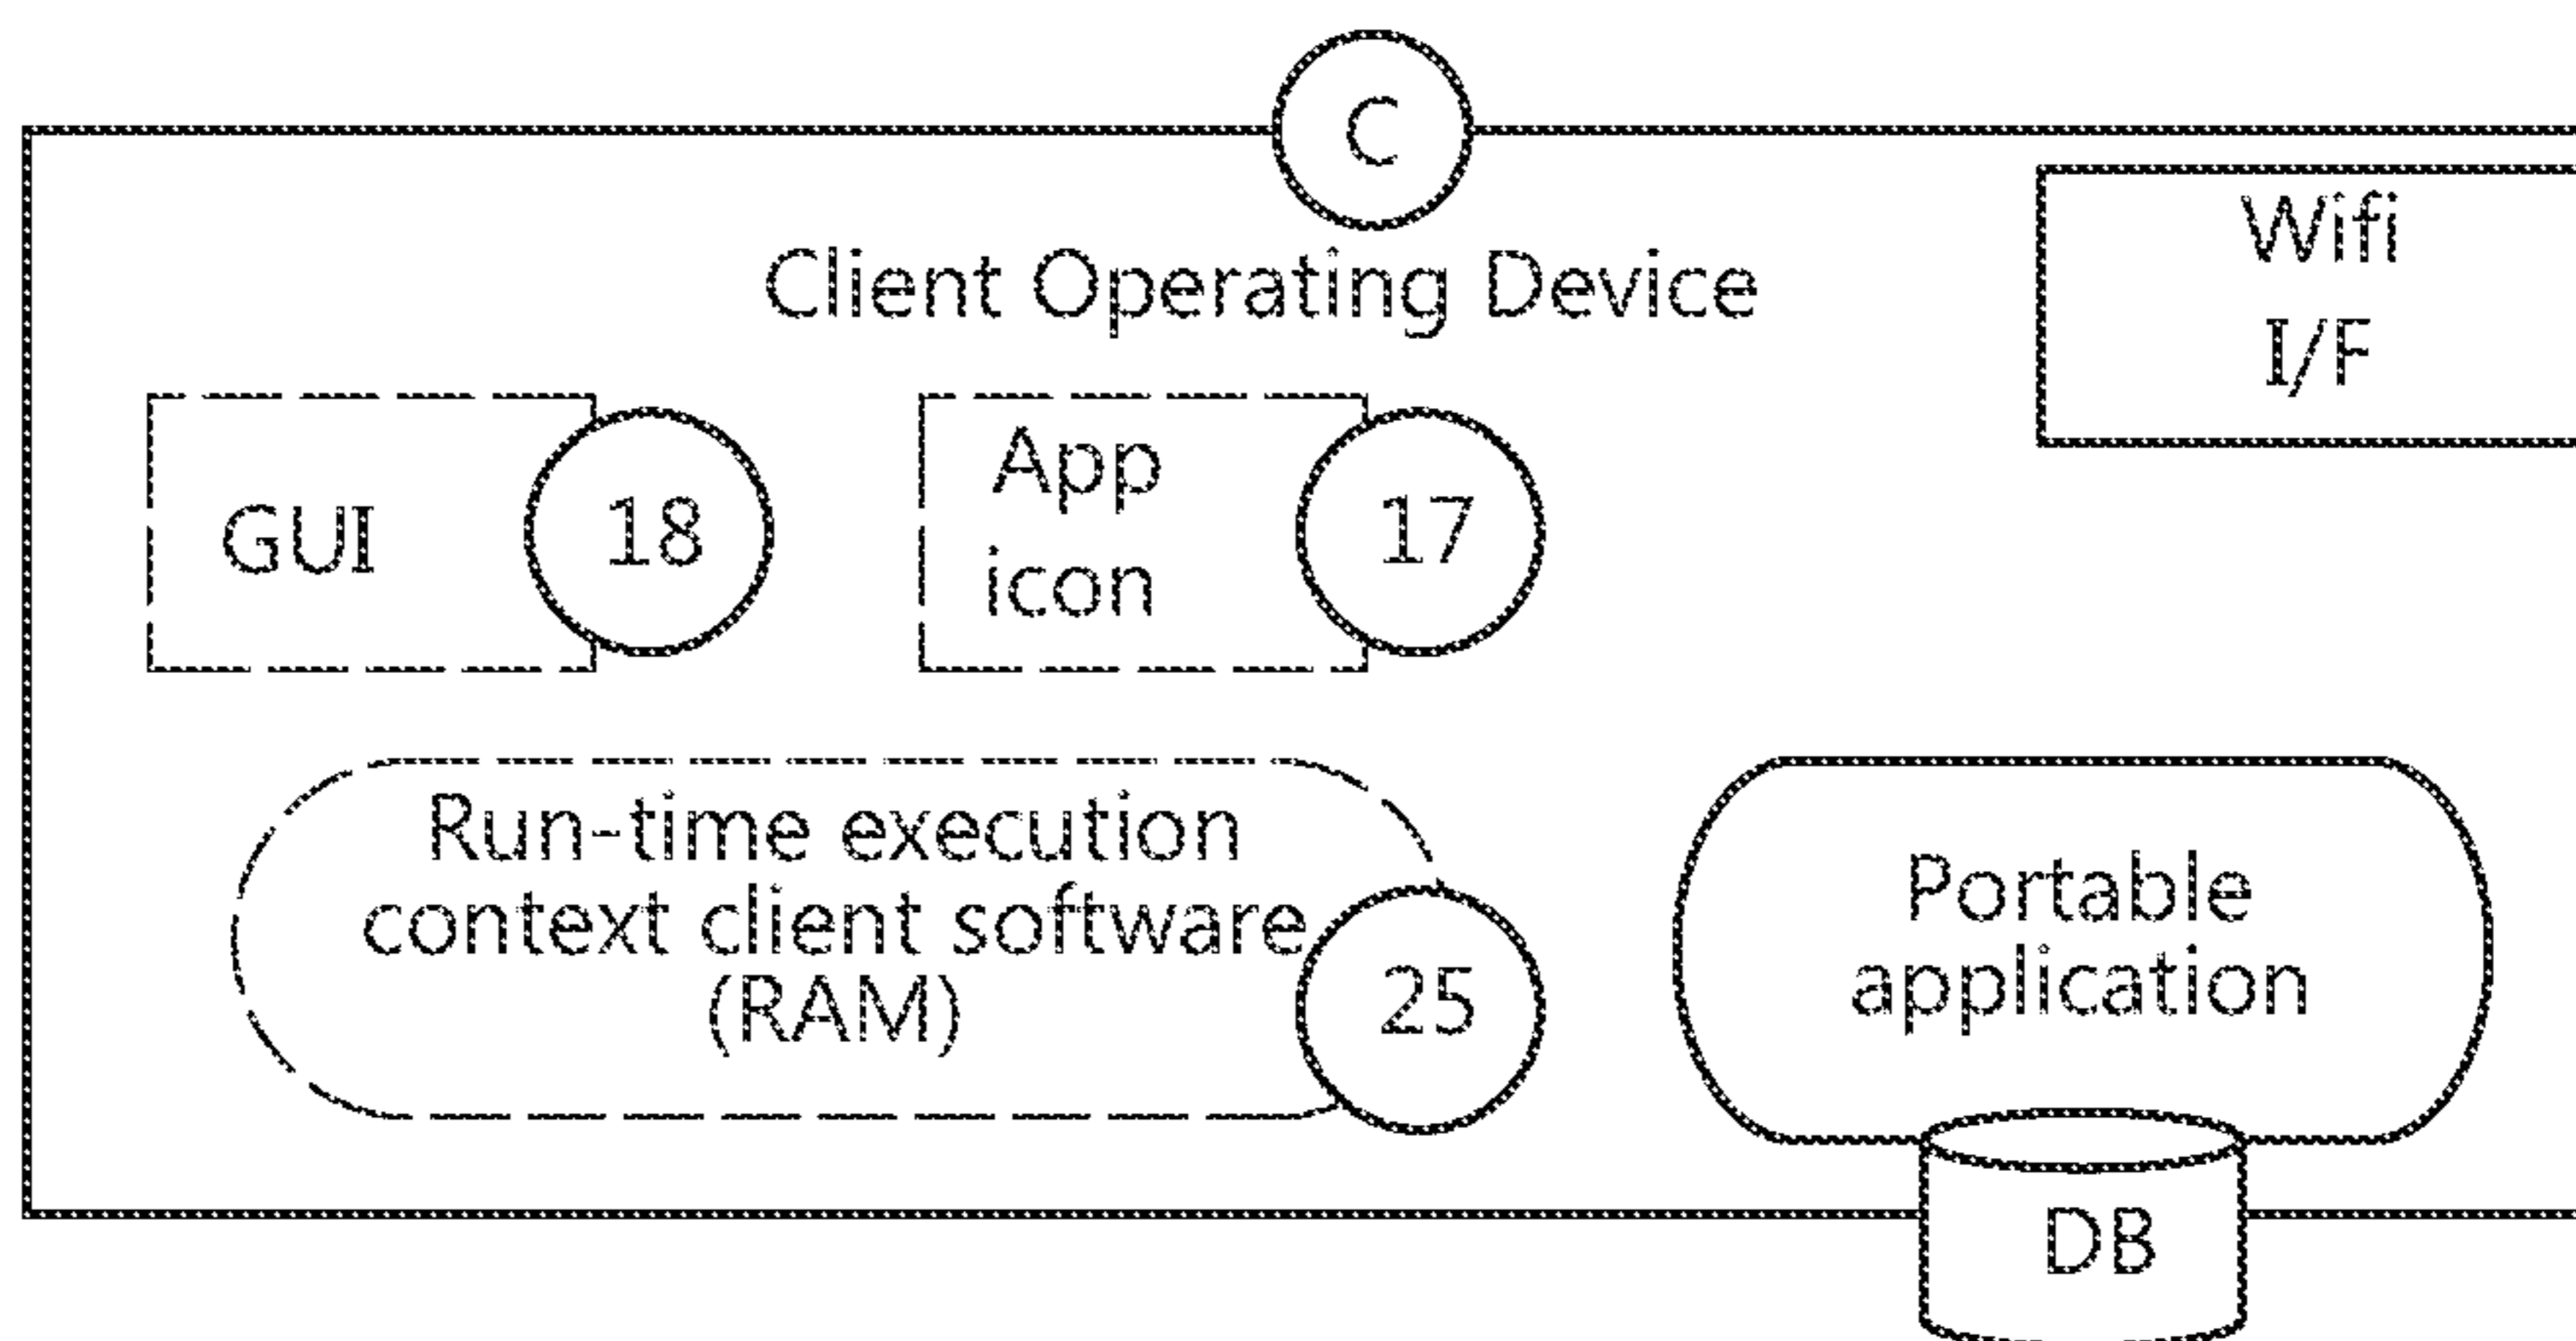 C
Client Operating Device
Wifi
I/F
GUI
18
App
icon
17
Run-time execution
context client software
(RAM)
25
Portable
application
DB